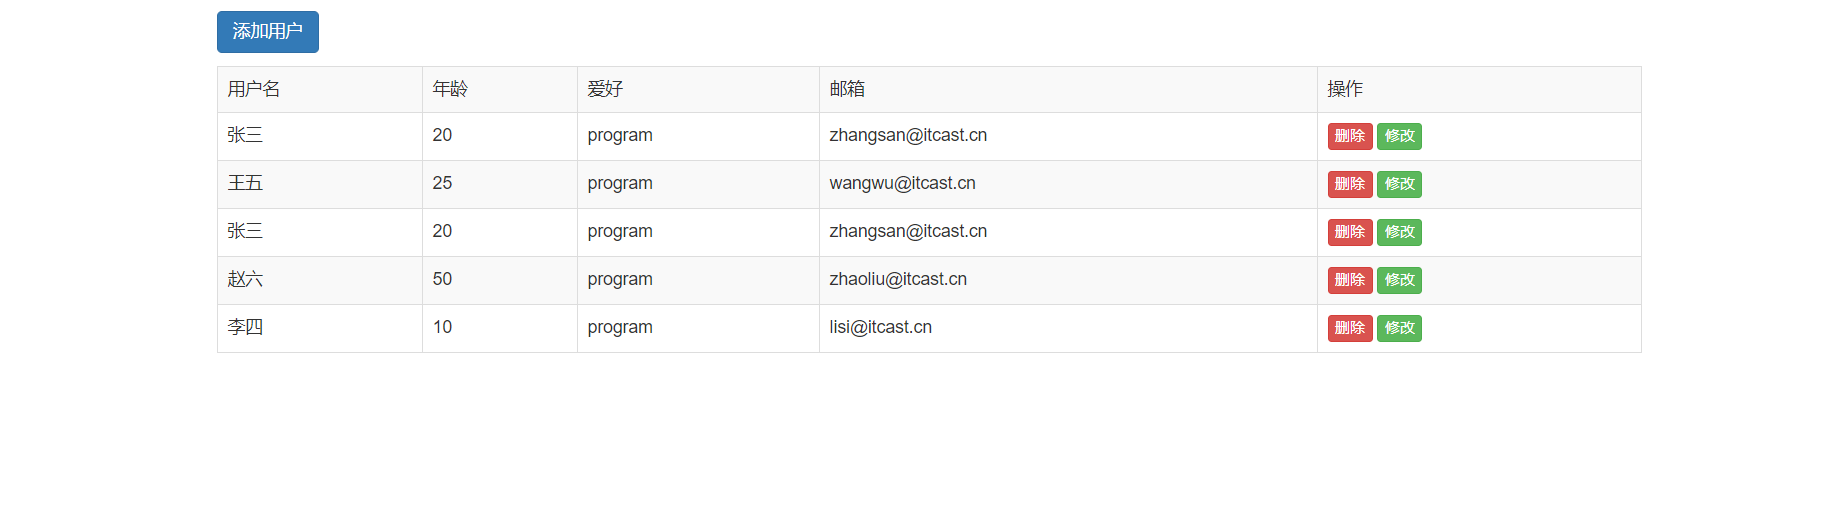 添加用户
用户名 年龄 爱好 邮箱 操作
张三 20 program zhangsan@itcast.cn 删除 修改
王五 25 program wangwu@itcast.cn 删除 修改
张三 20 program zhangsan@itcast.cn 删除 修改
赵六 50 program zhaoliu@itcast.cn 删除 修改
李四 10 program lisi@itcast.cn 删除 修改